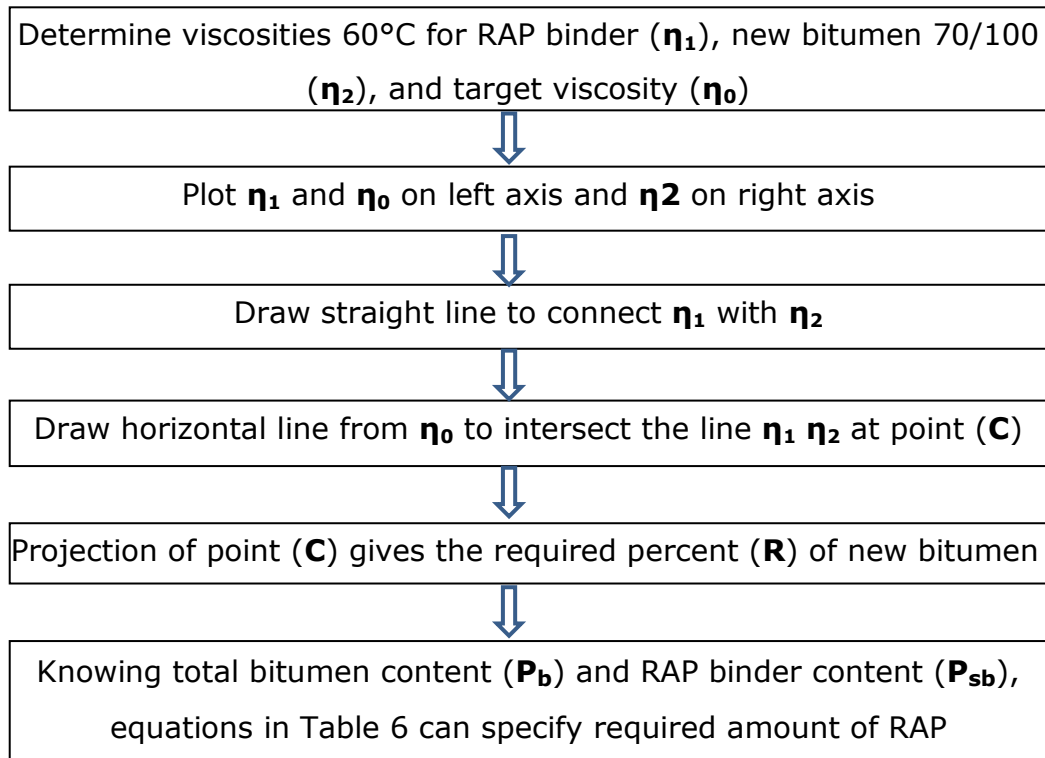 Determine viscosities 60°C for RAP binder (η₁), new bitumen 70/100
(η₂), and target viscosity (η₀)
Plot η₁ and η₀ on left axis and η2 on right axis
Draw straight line to connect η₁ with η₂
Draw horizontal line from η₀ to intersect the line η₁ η₂ at point (C)
Projection of point (C) gives the required percent (R) of new bitumen
Knowing total bitumen content (P_b) and RAP binder content (P_sb),
equations in Table 6 can specify required amount of RAP